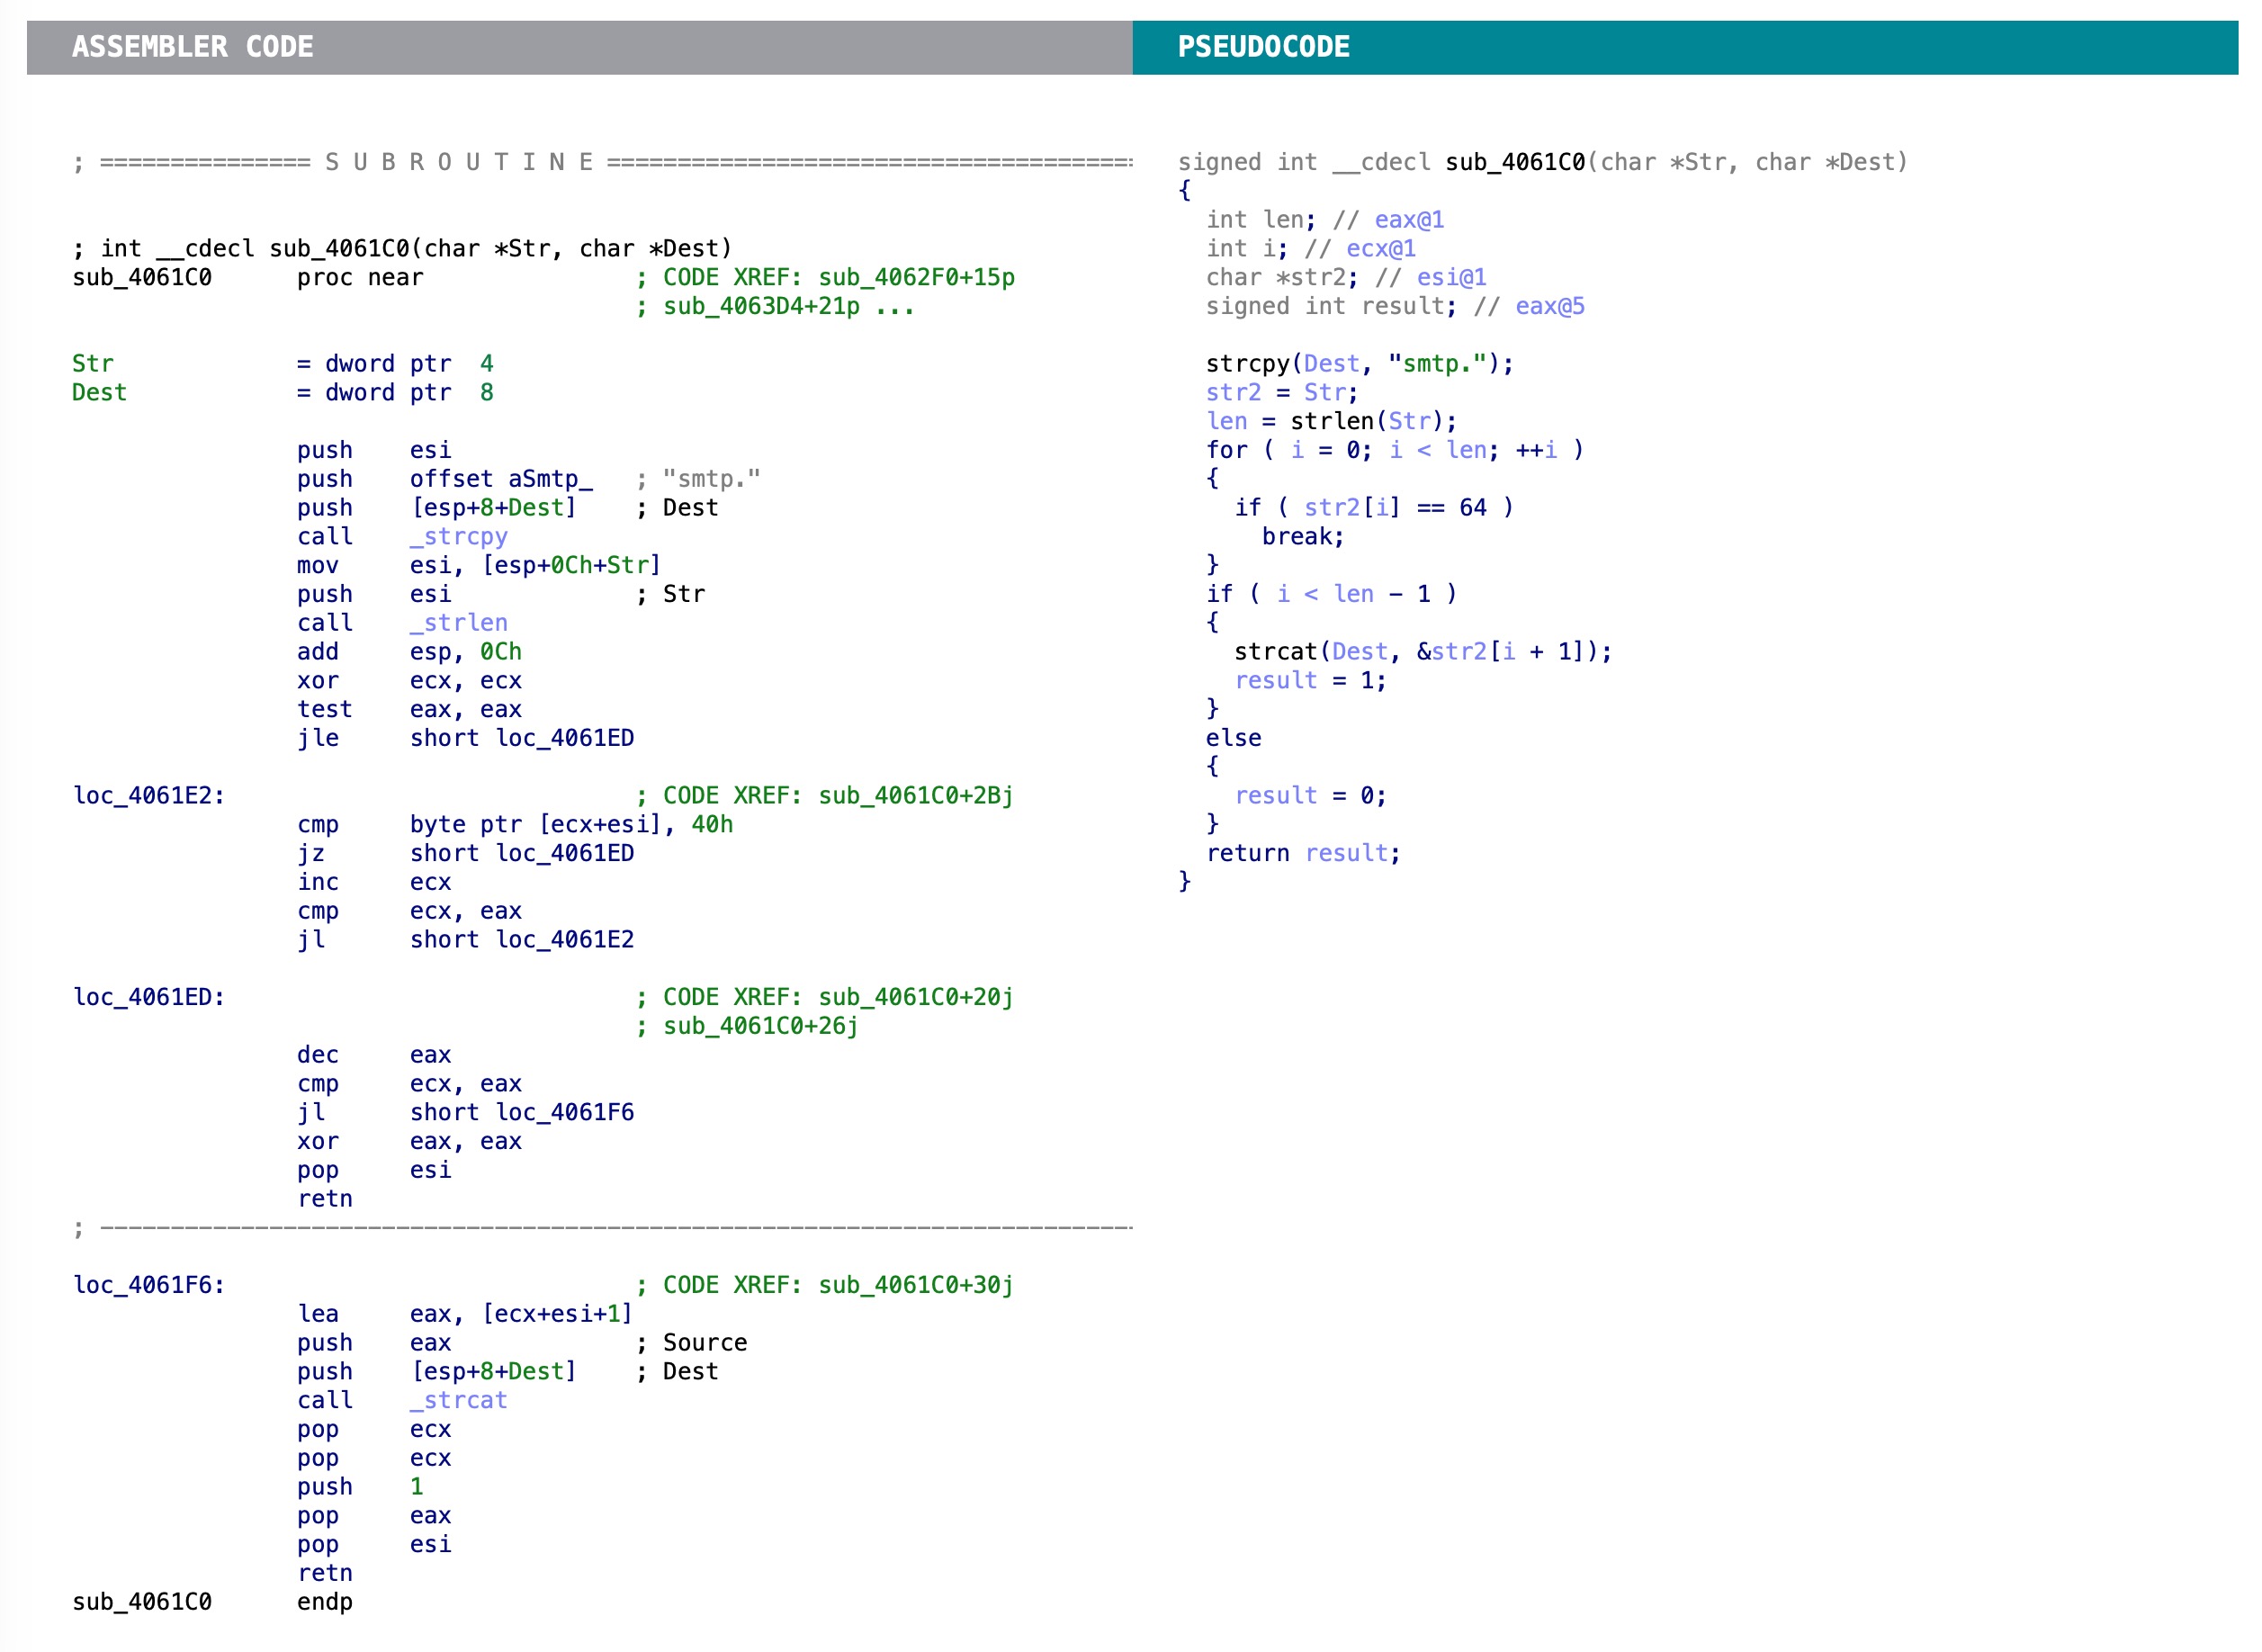 ASSEMBLER CODE
; =============== S U B R O U T I N E =====================================
; int __cdecl sub_4061C0(char *Str, char *Dest)
sub_4061C0      proc near               ; CODE XREF: sub_4062F0+15p
                                        ; sub_4063D4+21p ...
Str             = dword ptr  4
Dest            = dword ptr  8
                push    esi
                push    offset aSmtp_   ; "smtp."
                push    [esp+8+Dest]    ; Dest
                call    _strcpy
                mov     esi, [esp+0Ch+Str]
                push    esi             ; Str
                call    _strlen
                add     esp, 0Ch
                xor     ecx, ecx
                test    eax, eax
                jle     short loc_4061ED
loc_4061E2:                             ; CODE XREF: sub_4061C0+2Bj
                cmp     byte ptr [ecx+esi], 40h
                jz      short loc_4061ED
                inc     ecx
                cmp     ecx, eax
                jl      short loc_4061E2
loc_4061ED:                             ; CODE XREF: sub_4061C0+20j
                                        ; sub_4061C0+26j
                dec     eax
                cmp     ecx, eax
                jl      short loc_4061F6
                xor     eax, eax
                pop     esi
                retn
; -------------------------------------------------------------------------
loc_4061F6:                             ; CODE XREF: sub_4061C0+30j
                lea     eax, [ecx+esi+1]
                push    eax             ; Source
                push    [esp+8+Dest]    ; Dest
                call    _strcat
                pop     ecx
                pop     ecx
                push    1
                pop     eax
                pop     esi
                retn
sub_4061C0      endp
PSEUDOCODE
signed int __cdecl sub_4061C0(char *Str, char *Dest)
{
  int len; // eax@1
  int i; // ecx@1
  char *str2; // esi@1
  signed int result; // eax@5
  strcpy(Dest, "smtp.");
  str2 = Str;
  len = strlen(Str);
  for ( i = 0; i < len; ++i )
  {
    if ( str2[i] == 64 )
      break;
  }
  if ( i < len - 1 )
  {
    strcat(Dest, &str2[i + 1]);
    result = 1;
  }
  else
  {
    result = 0;
  }
  return result;
}